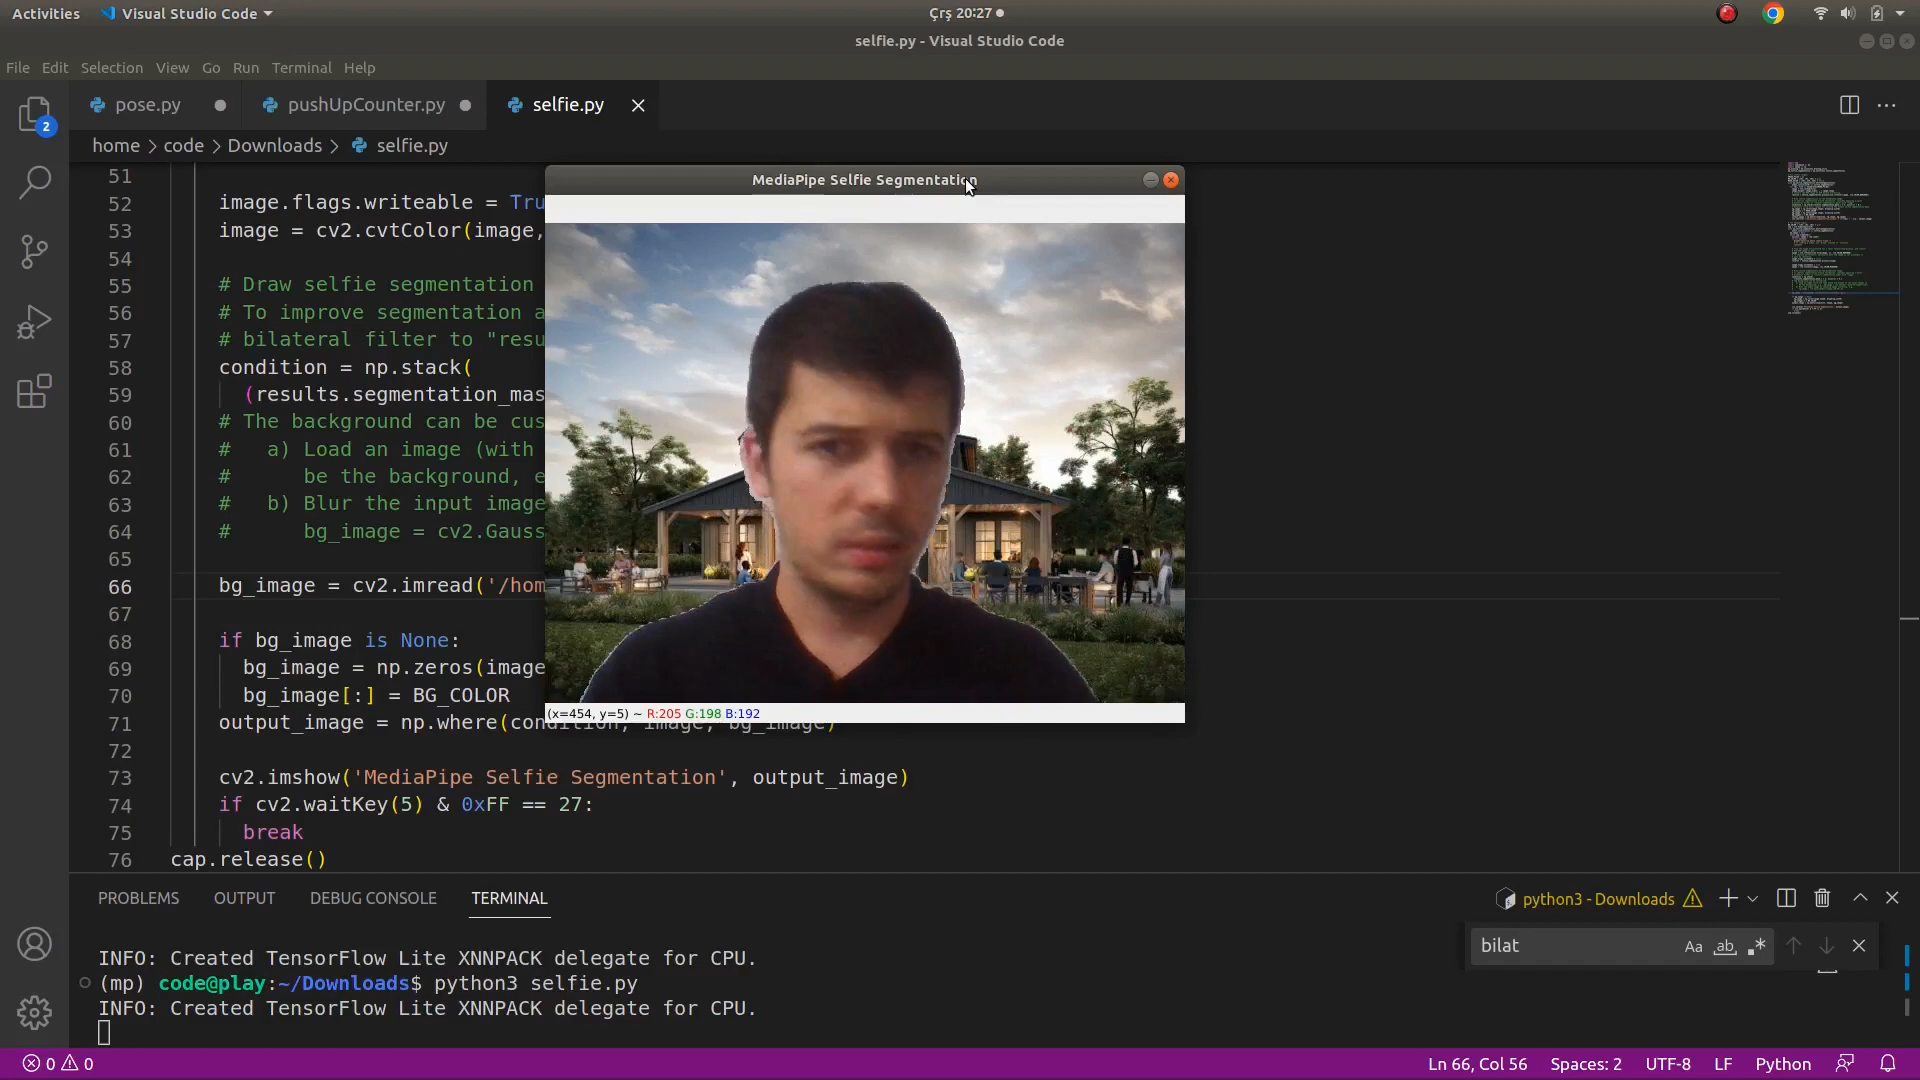 Activities Visual Studio Code Çrş 20:27
selfie.py - Visual Studio Code
File Edit Selection View Go Run Terminal Help
pose.py pushUpCounter.py selfie.py
home > code > Downloads > selfie.py
2
51
52 image.flags.writeable = Tru
53 image = cv2.cvtColor(image,
54
55 # Draw selfie segmentation
56 # To improve segmentation a
57 # bilateral filter to "resu
58 condition = np.stack(
59 (results.segmentation_mas
60 # The background can be cus
61 # a) Load an image (with
62 # be the background, e
63 # b) Blur the input image
64 # bg_image = cv2.Gauss
65
66 bg_image = cv2.imread('/hom
67
68 if bg_image is None:
69 bg_image = np.zeros(image
70 bg_image[:] = BG_COLOR
71 output_image = np.where(condition, image, bg_image)
72
73 cv2.imshow('MediaPipe Selfie Segmentation', output_image)
74 if cv2.waitKey(5) & 0xFF == 27:
75 break
76 cap.release()
MediaPipe Selfie Segmentation
(x=454, y=5) ~ R:205 G:198 B:192
PROBLEMS OUTPUT DEBUG CONSOLE TERMINAL python3 - Downloads
bilat Aa ab .*
INFO: Created TensorFlow Lite XNNPACK delegate for CPU.
(mp) code@play:~/Downloads$ python3 selfie.py
INFO: Created TensorFlow Lite XNNPACK delegate for CPU.
0 0 Ln 66, Col 56 Spaces: 2 UTF-8 LF Python